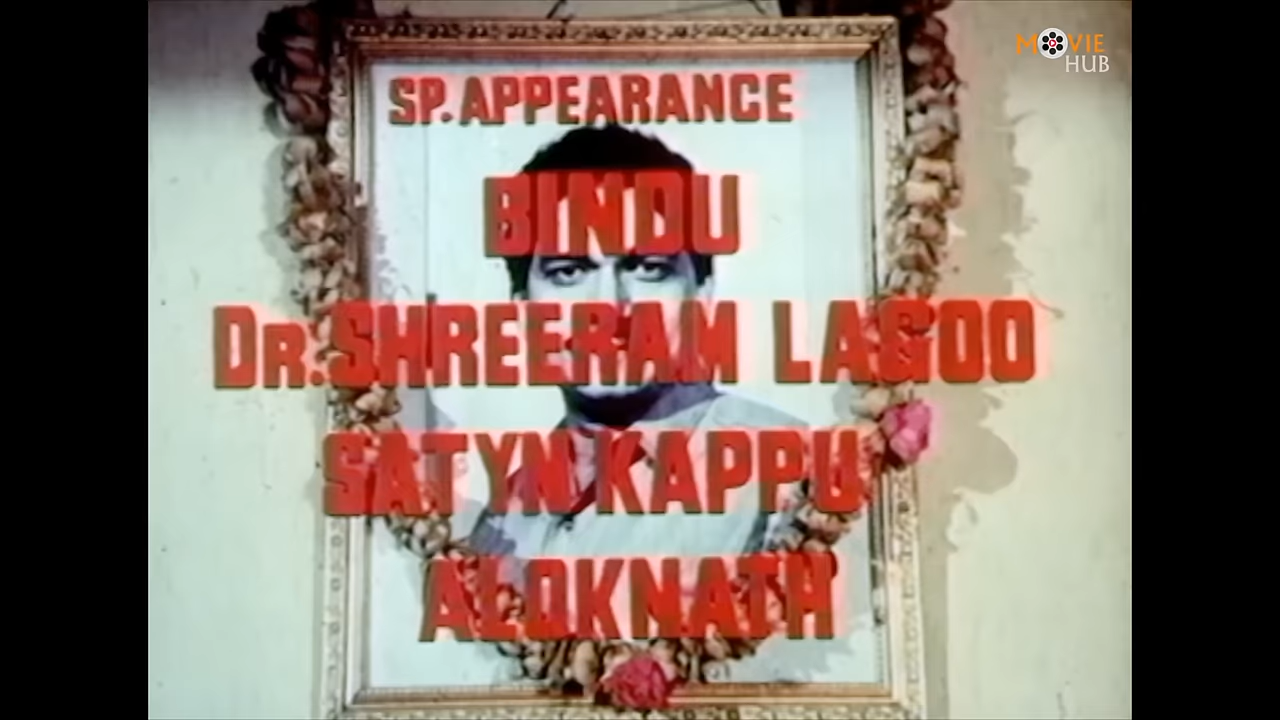 MOVIE
HUB
SP. APPEARANCE
BINDU
DR. SHREERAM LAGOO
SATYN KAPPU
ALOKNATH